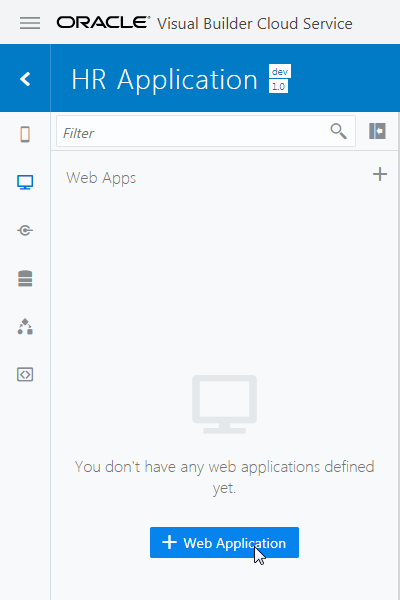 ORACLE® Visual Builder Cloud Service
HR Application dev
1.0
Filter
Web Apps
You don't have any web applications defined
yet.
Web Application